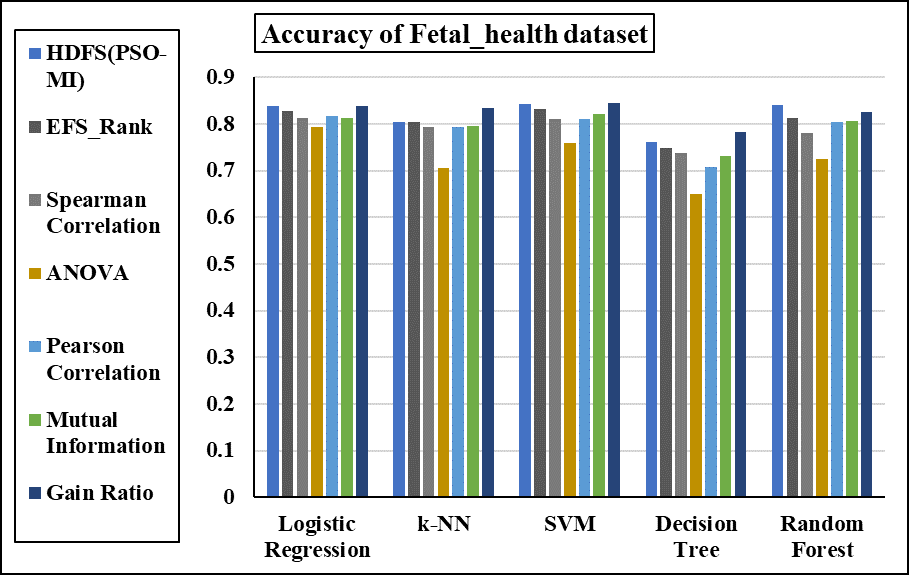 Accuracy of Fetal_health dataset
HDFS(PSO-
MI)
EFS_Rank
Spearman
Correlation
ANOVA
Pearson
Correlation
Mutual
Information
Gain Ratio
0.9
0.8
0.7
0.6
0.5
0.4
0.3
0.2
0.1
0
Logistic
Regression
k-NN
SVM
Decision
Tree
Random
Forest